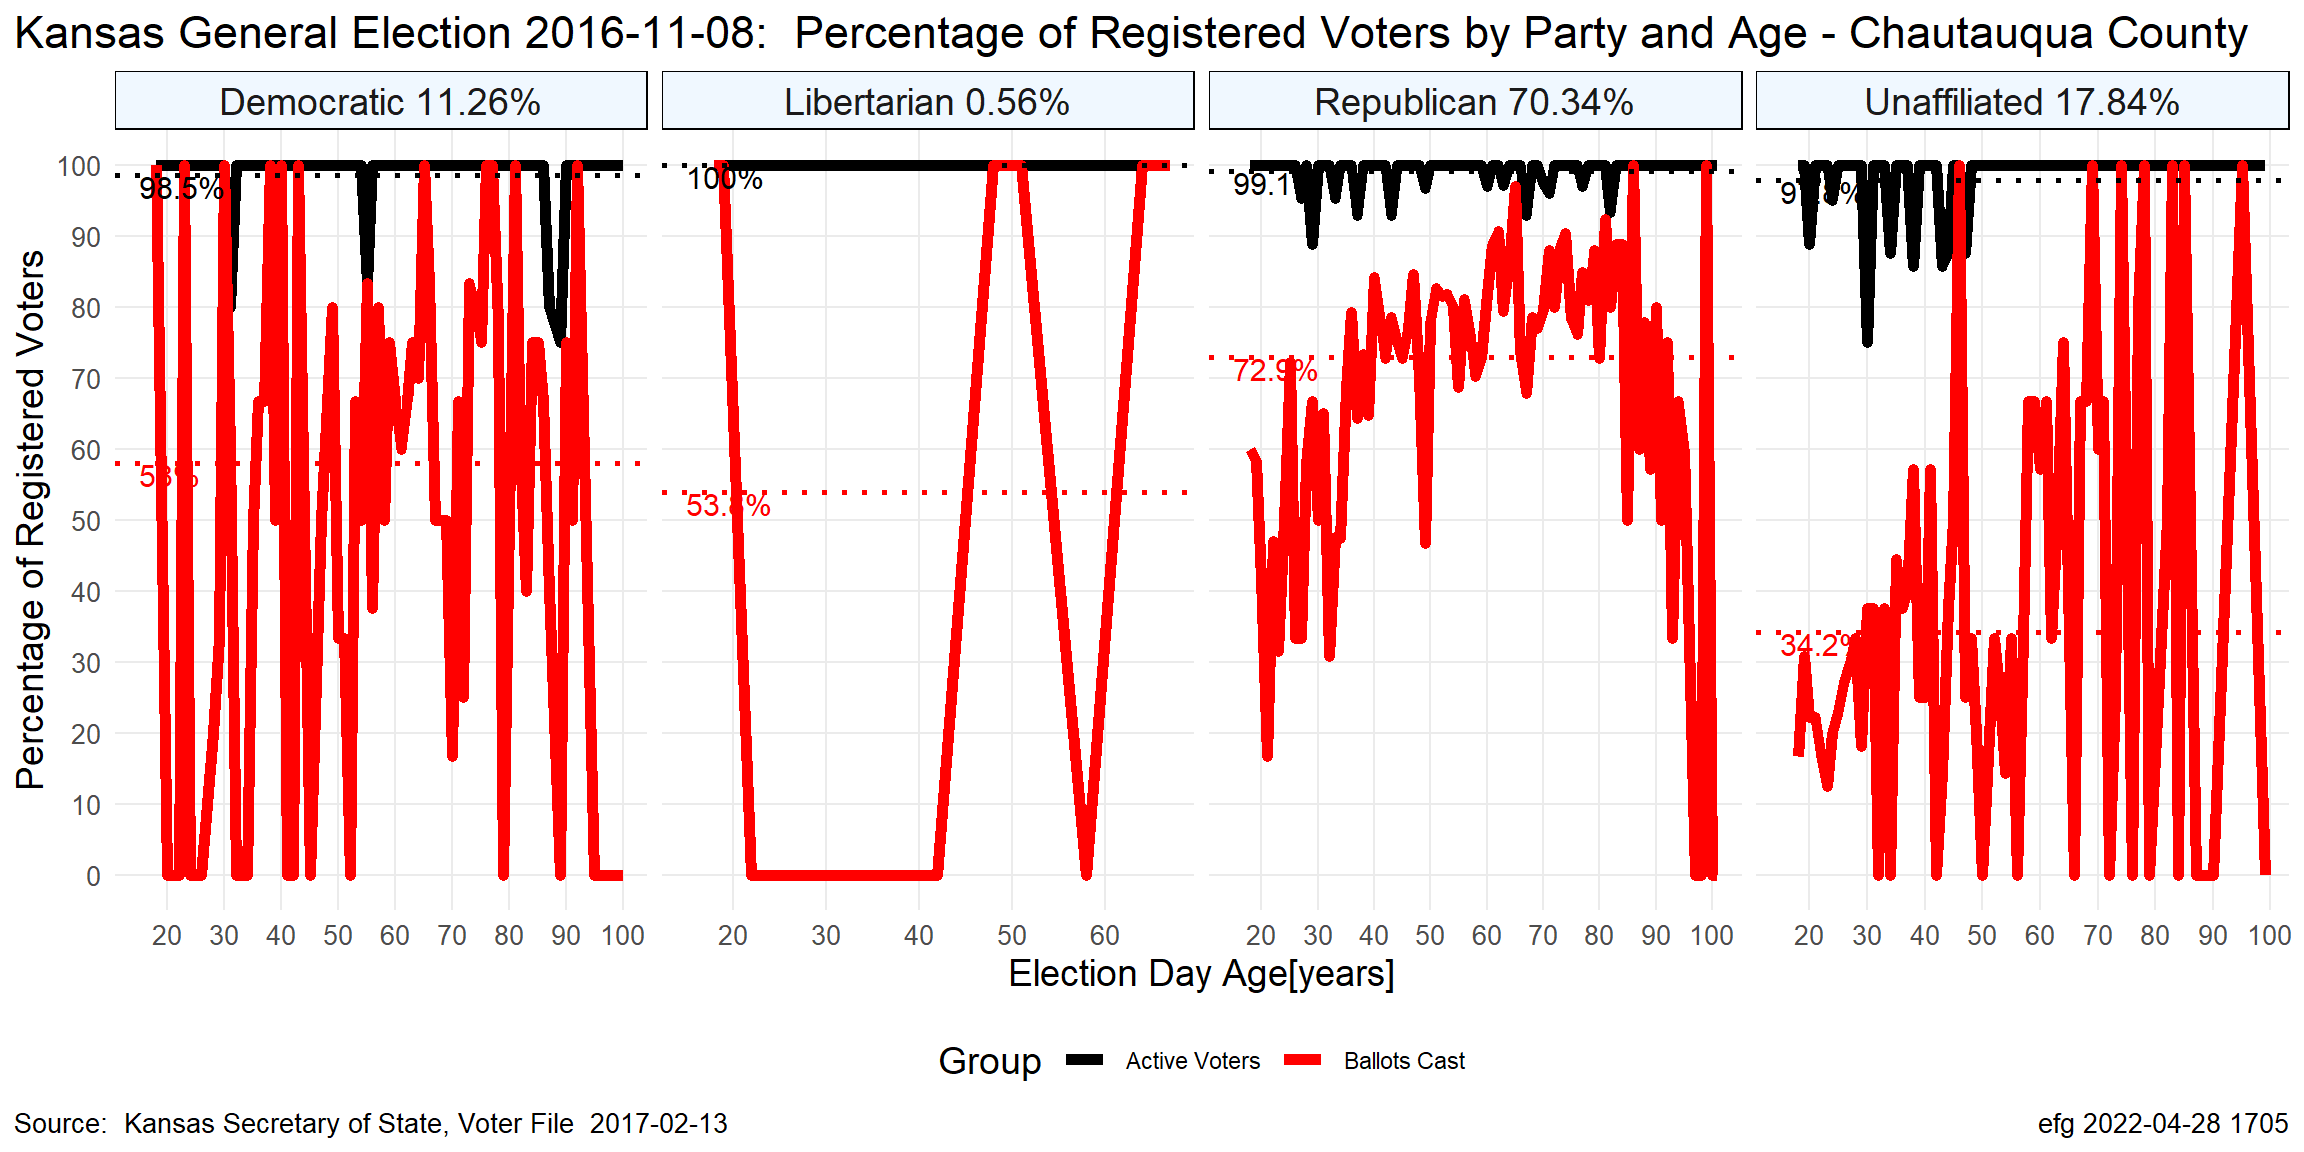 Kansas General Election 2016-11-08:  Percentage of Registered Voters by Party and Age - Chautauqua County
Democratic 11.26%
Libertarian 0.56%
Republican 70.34%
Unaffiliated 17.84%
Percentage of Registered Voters
100
90
80
70
60
50
40
30
20
10
0
98.5%
58%
100%
53.8%
99.1
72.9%
97.8%
34.2%
20 30 40 50 60 70 80 90 100
20 30 40 50 60
20 30 40 50 60 70 80 90 100
20 30 40 50 60 70 80 90 100
Election Day Age[years]
Group Active Voters Ballots Cast
Source:  Kansas Secretary of State, Voter File  2017-02-13
efg 2022-04-28 1705